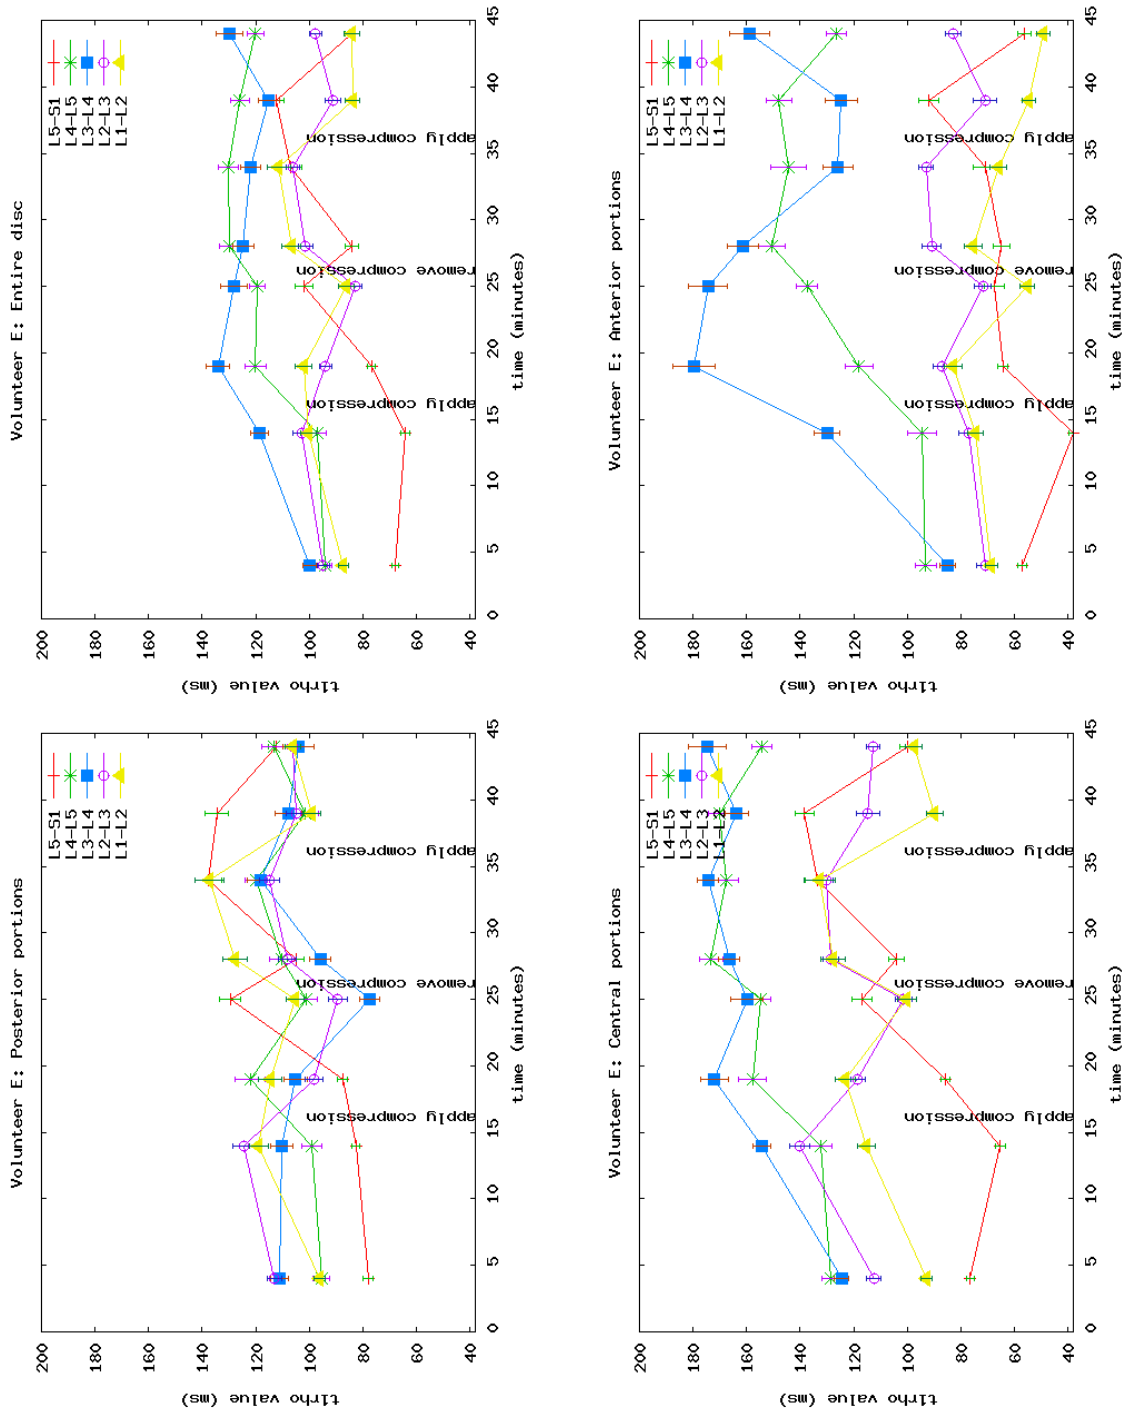 Volunteer E: Posterior portions
200
180
160
140
120
100
80
60
40
t1rho value (ms)
L5-S1
L4-L5
L3-L4
L2-L3
L1-L2
apply compression
remove compression
apply compression
0 5 10 15 20 25 30 35 40 45
time (minutes)
Volunteer E: Entire disc
200
180
160
140
120
100
80
60
40
t1rho value (ms)
L5-S1
L4-L5
L3-L4
L2-L3
L1-L2
apply compression
remove compression
apply compression
0 5 10 15 20 25 30 35 40 45
time (minutes)
Volunteer E: Central portions
200
180
160
140
120
100
80
60
40
t1rho value (ms)
L5-S1
L4-L5
L3-L4
L2-L3
L1-L2
apply compression
remove compression
apply compression
0 5 10 15 20 25 30 35 40 45
time (minutes)
Volunteer E: Anterior portions
200
180
160
140
120
100
80
60
40
t1rho value (ms)
L5-S1
L4-L5
L3-L4
L2-L3
L1-L2
apply compression
remove compression
apply compression
0 5 10 15 20 25 30 35 40 45
time (minutes)